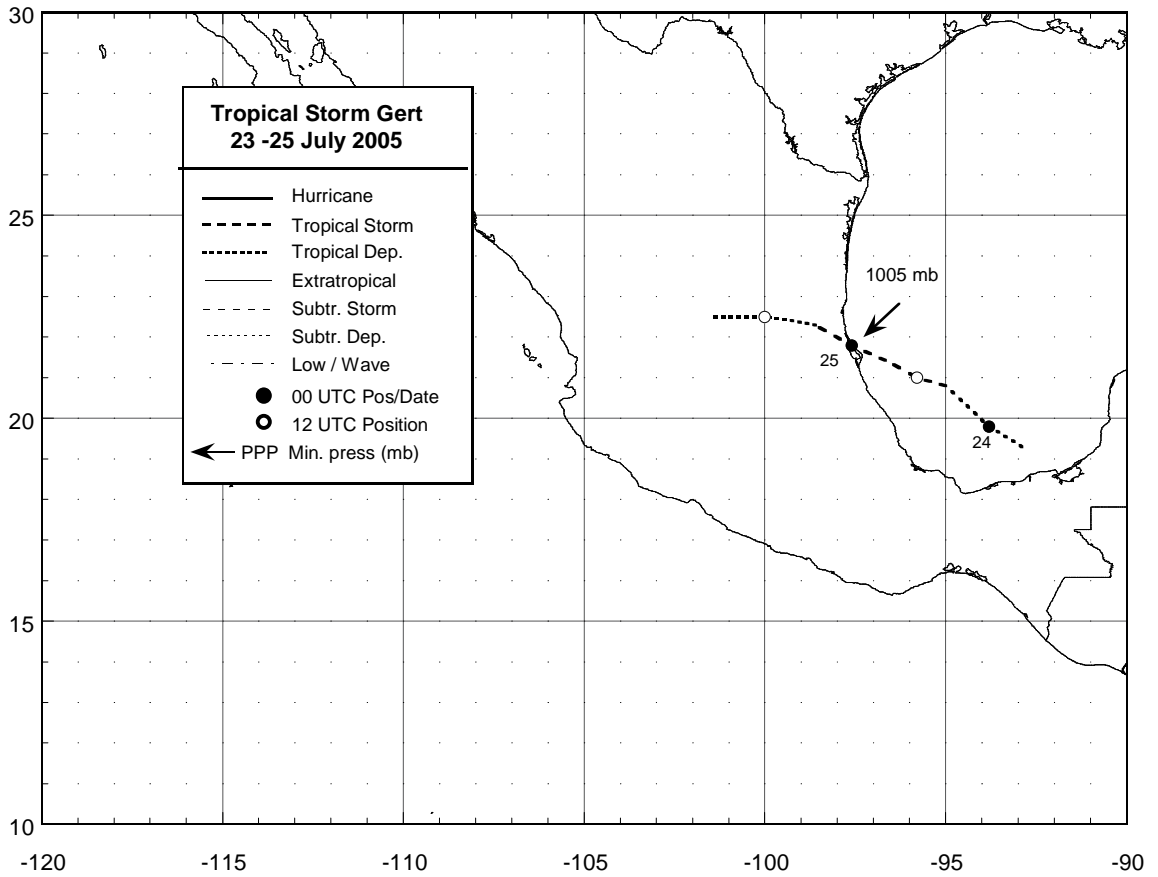 30
25
20
15
10
-120
-115
-110
-105
-100
-95
-90
Tropical Storm Gert
23 -25 July 2005
Hurricane
Tropical Storm
Tropical Dep.
Extratropical
Subtr. Storm
Subtr. Dep.
Low / Wave
00 UTC Pos/Date
12 UTC Position
PPP Min. press (mb)
1005 mb
25
24